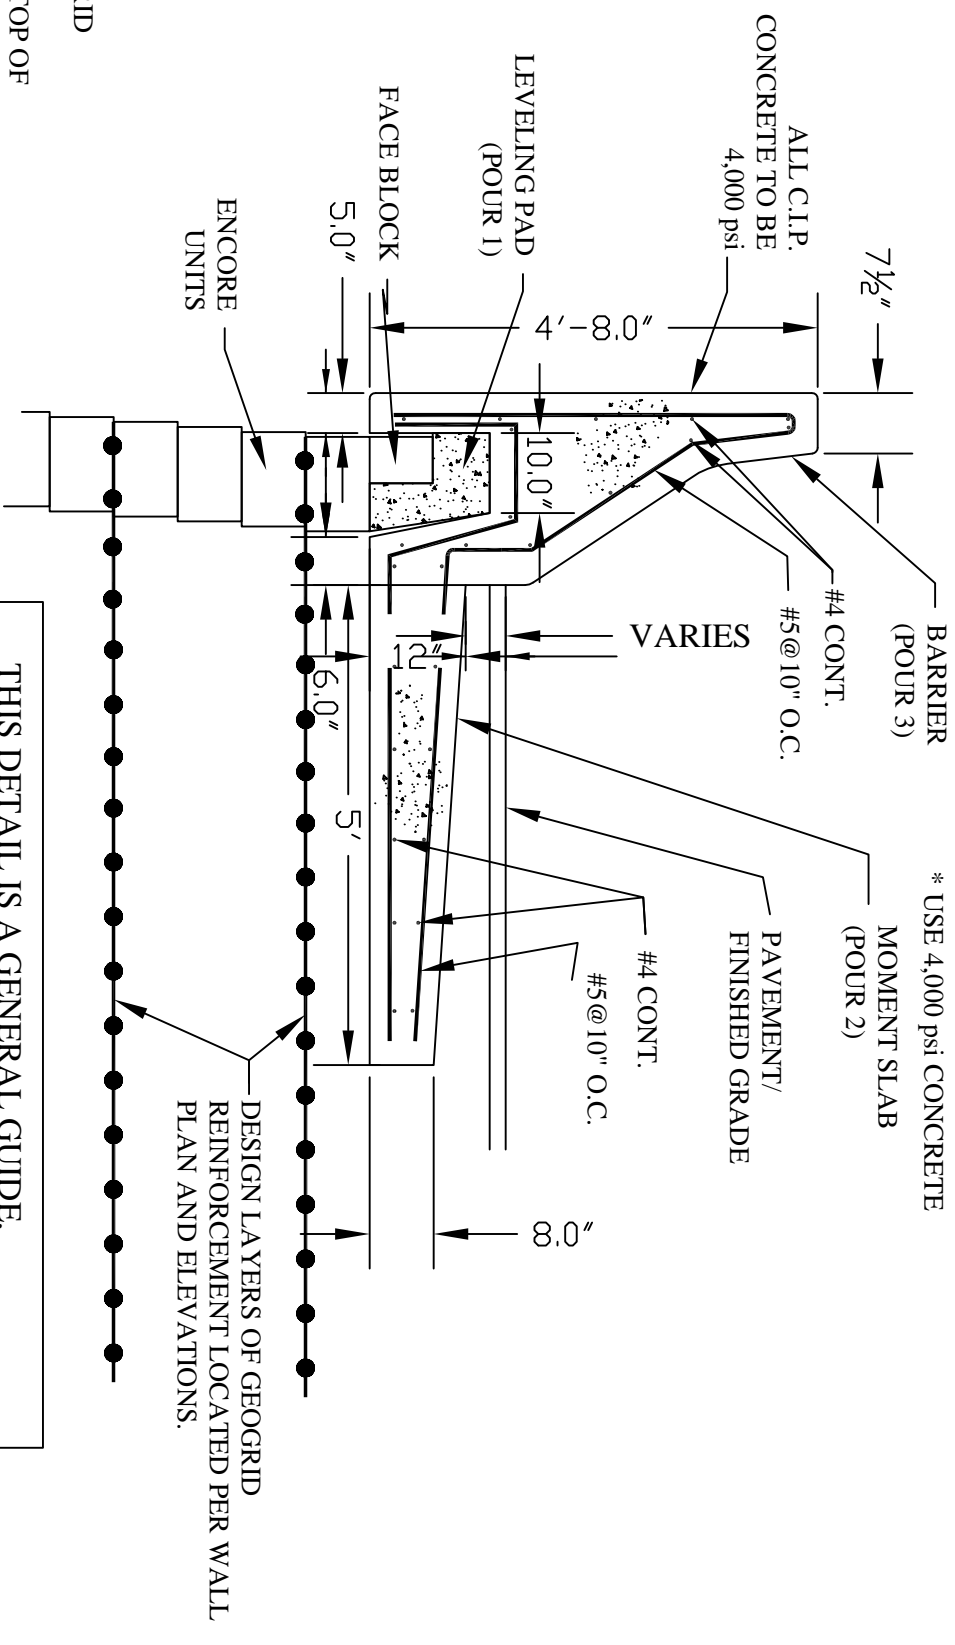 * USE 4,000 psi CONCRETE
BARRIER
(POUR 3)
MOMENT SLAB
(POUR 2)
7½"
#4 CONT.
#5@10" O.C.
ALL C.I.P.
CONCRETE TO BE
4,000 psi
PAVEMENT/
FINISHED GRADE
VARIES
#4 CONT.
#5@10" O.C.
4'-8.0"
10.0"
12"
8.0"
LEVELING PAD
(POUR 1)
FACE BLOCK
5.0"
6.0"
5'
ENCORE
UNITS
DESIGN LAYERS OF GEOGRID
REINFORCEMENT LOCATED PER WALL
PLAN AND ELEVATIONS.
ID
TOP OF
THIS DETAIL IS A GENERAL GUIDE.